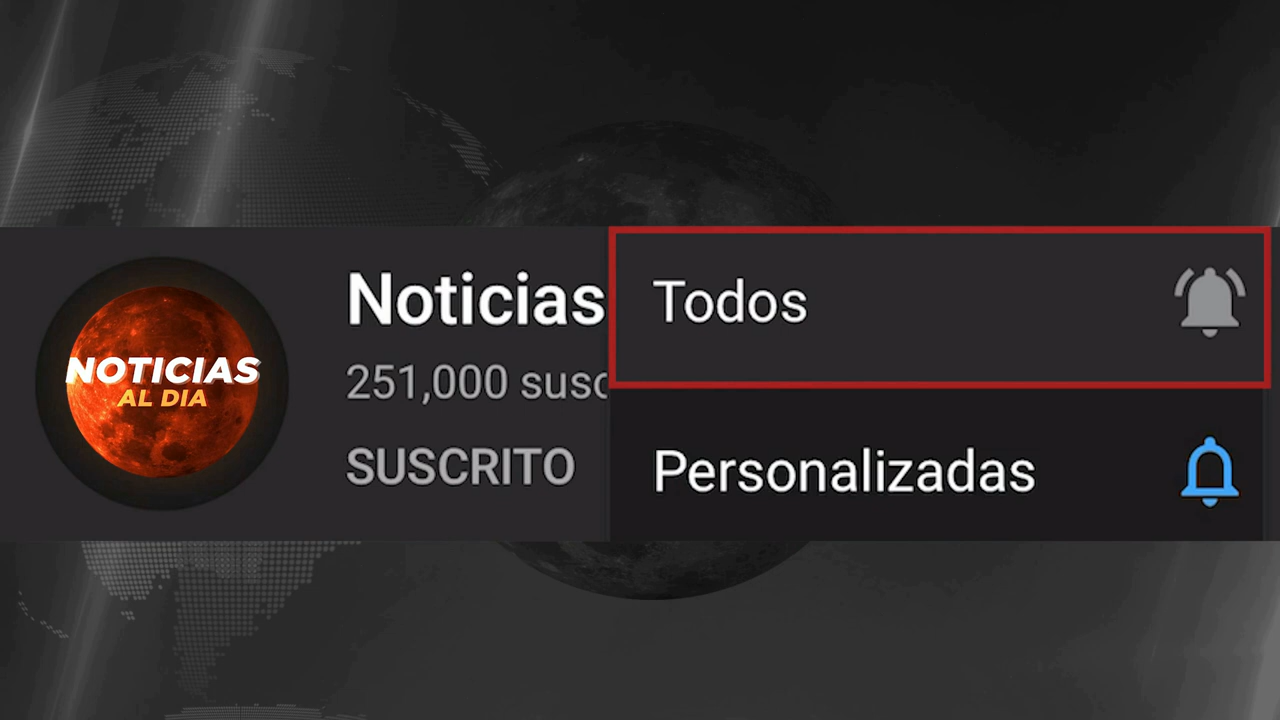 NOTICIAS
AL DIA
Noticias
251,000 susc
SUSCRITO
Todos
Personalizadas